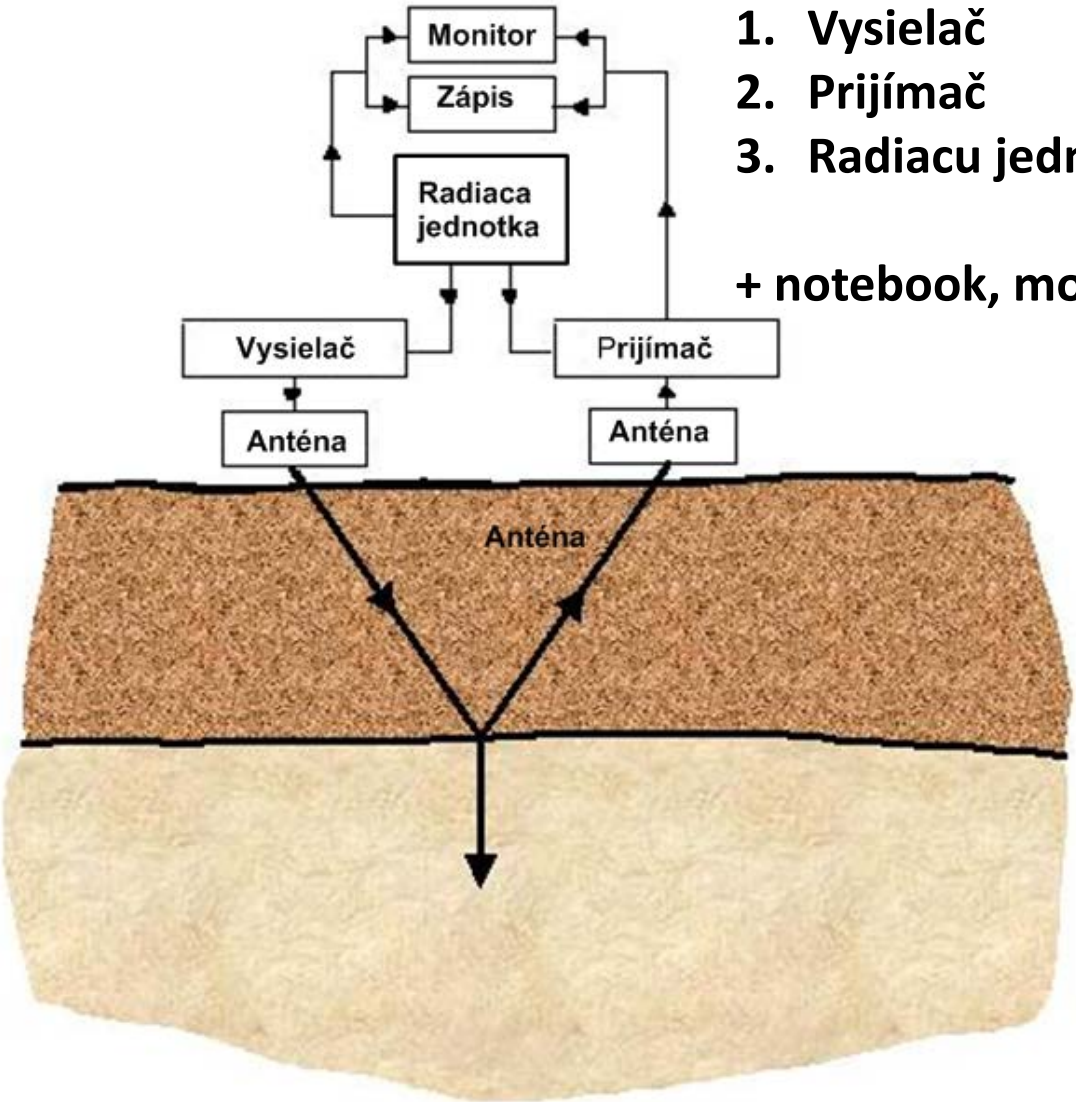 Monitor
Zápis
Radiaca
jednotka
Vysielač
Prijímač
Anténa
Anténa
Anténa
1. Vysielač
2. Prijímač
3. Radiacu
+ notebook,